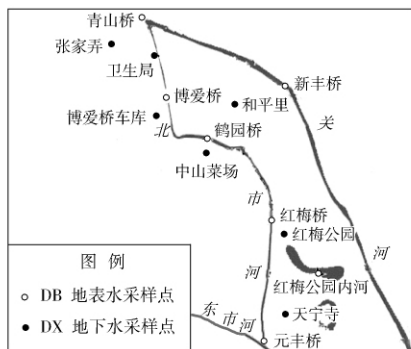 青山桥
张家弄
卫生局
新丰桥
博爱桥
和平里
博爱桥车库
北
鹤园桥
关
中山菜场
市
红梅桥
红梅公园
图 例
河
河
红梅公园内河
DB 地表水采样点
东
市
河
天宁寺
DX 地下水采样点
元丰桥